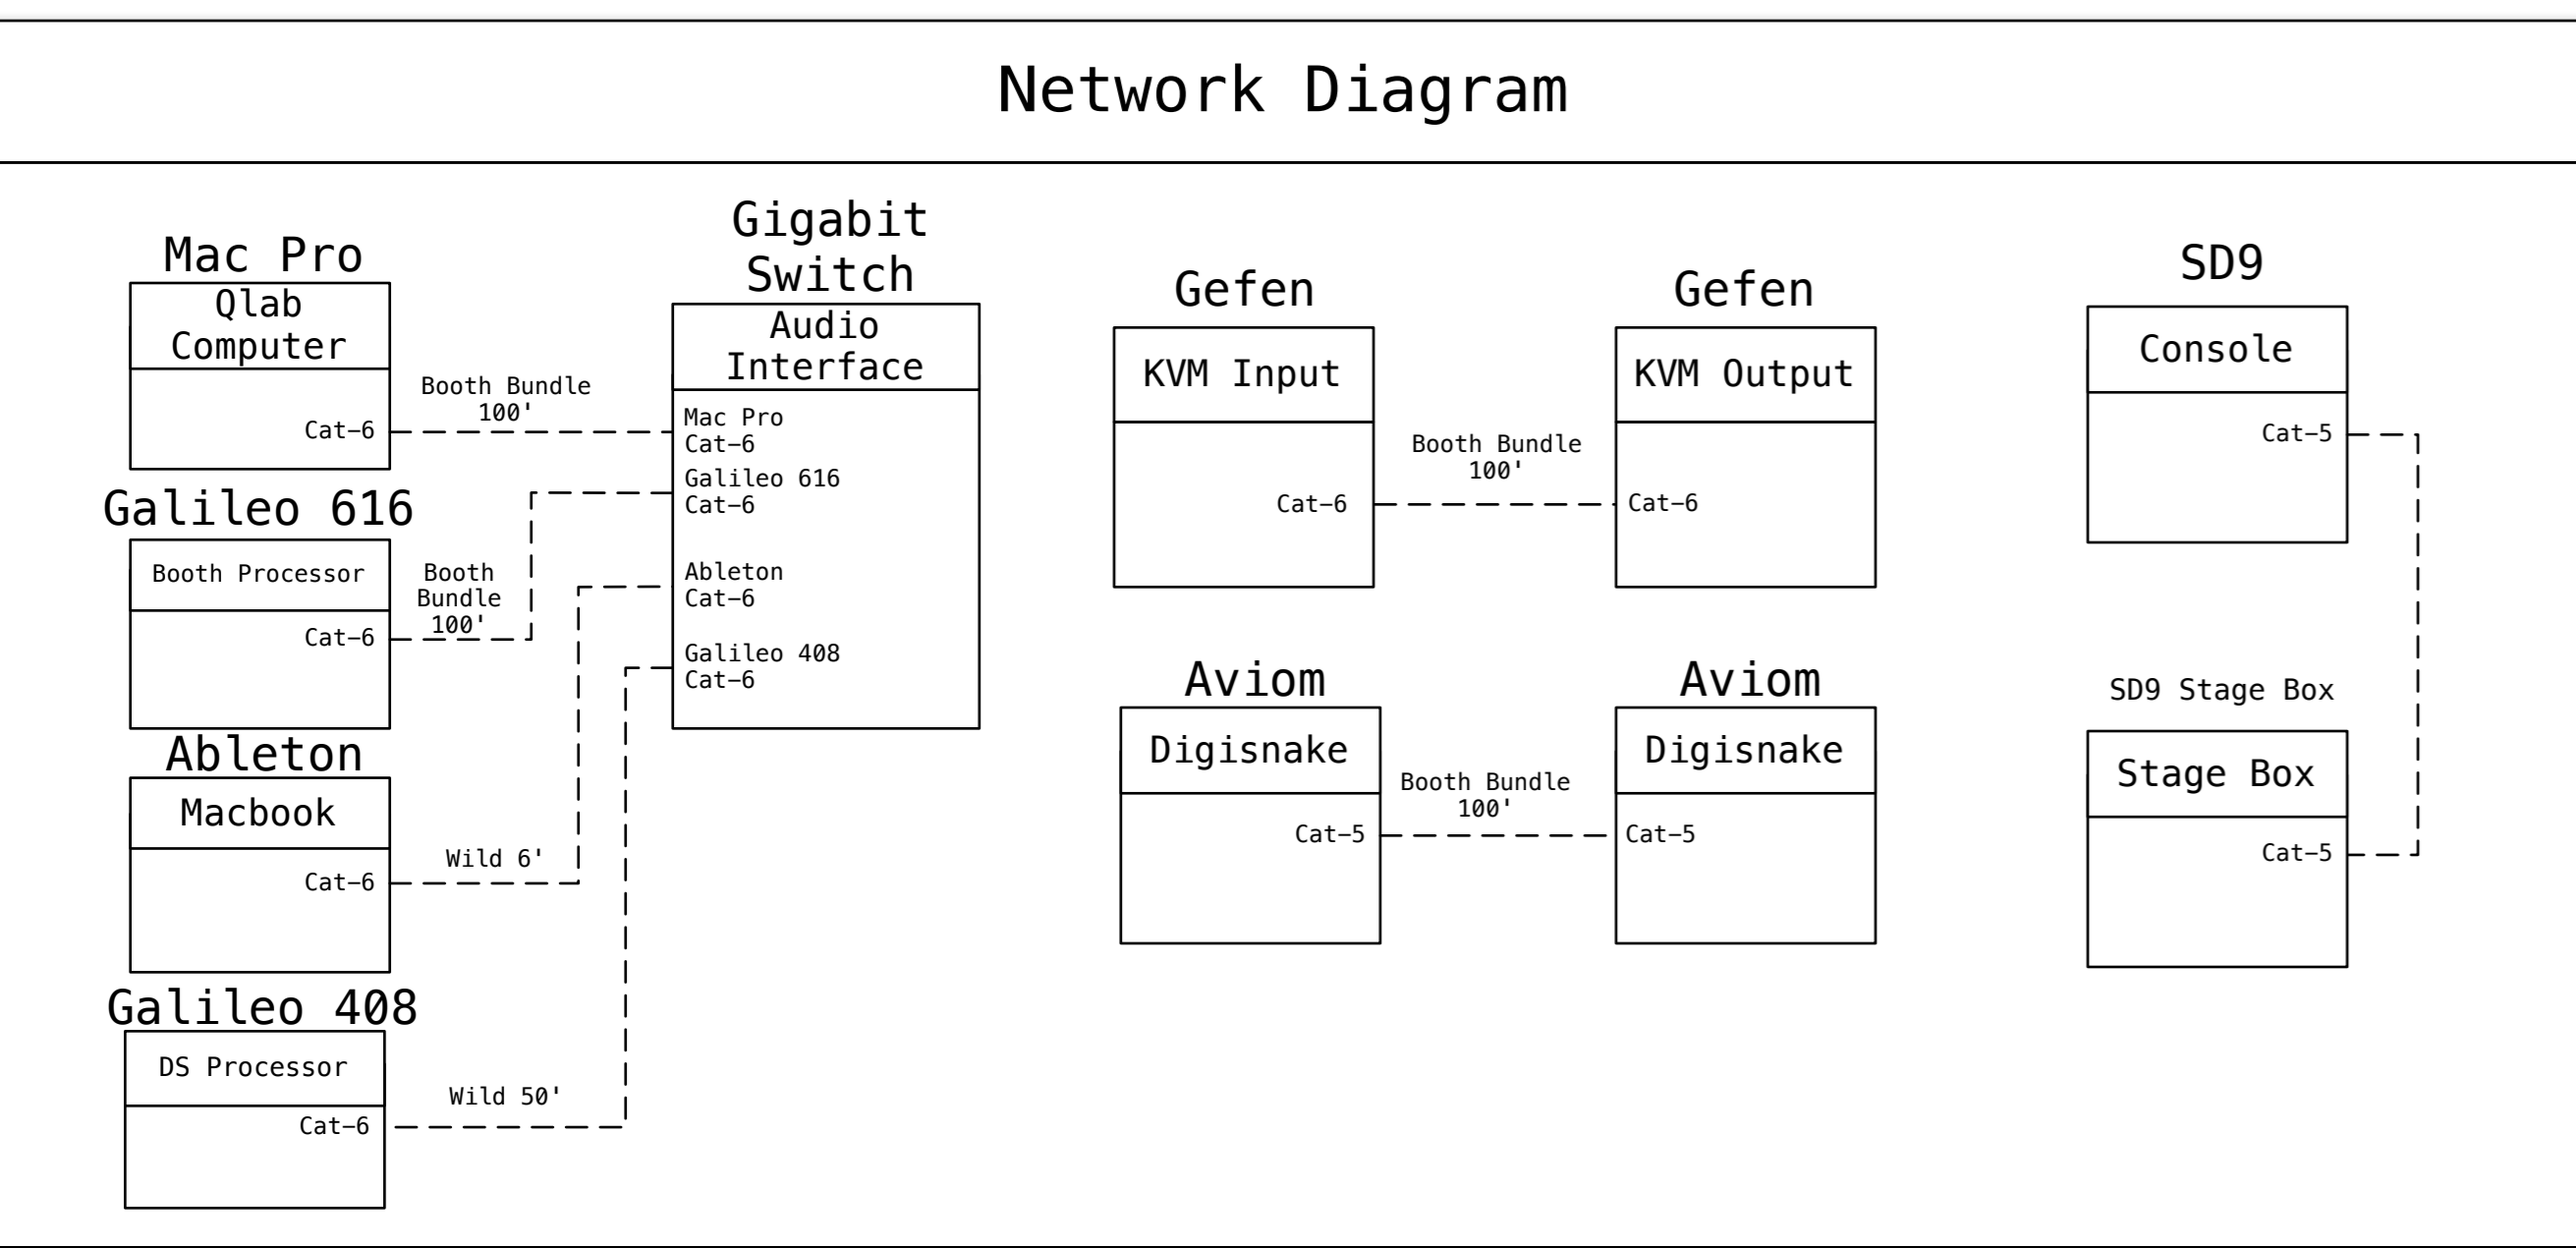 Network Diagram
Mac Pro
Qlab
Computer
Cat-6
Booth Bundle
100'
Galileo 616
Booth Processor
Cat-6
Booth
Bundle
100'
Ableton
Macbook
Cat-6
Wild 6'
Galileo 408
DS Processor
Cat-6
Wild 50'
Gigabit
Switch
Audio
Interface
Mac Pro
Cat-6
Galileo 616
Cat-6
Ableton
Cat-6
Galileo 408
Cat-6
Gefen
KVM Input
Cat-6
Booth Bundle
100'
Gefen
KVM Output
Cat-6
Aviom
Digisnake
Cat-5
Booth Bundle
100'
Aviom
Digisnake
Cat-5
SD9
Console
Cat-5
SD9 Stage Box
Stage Box
Cat-5